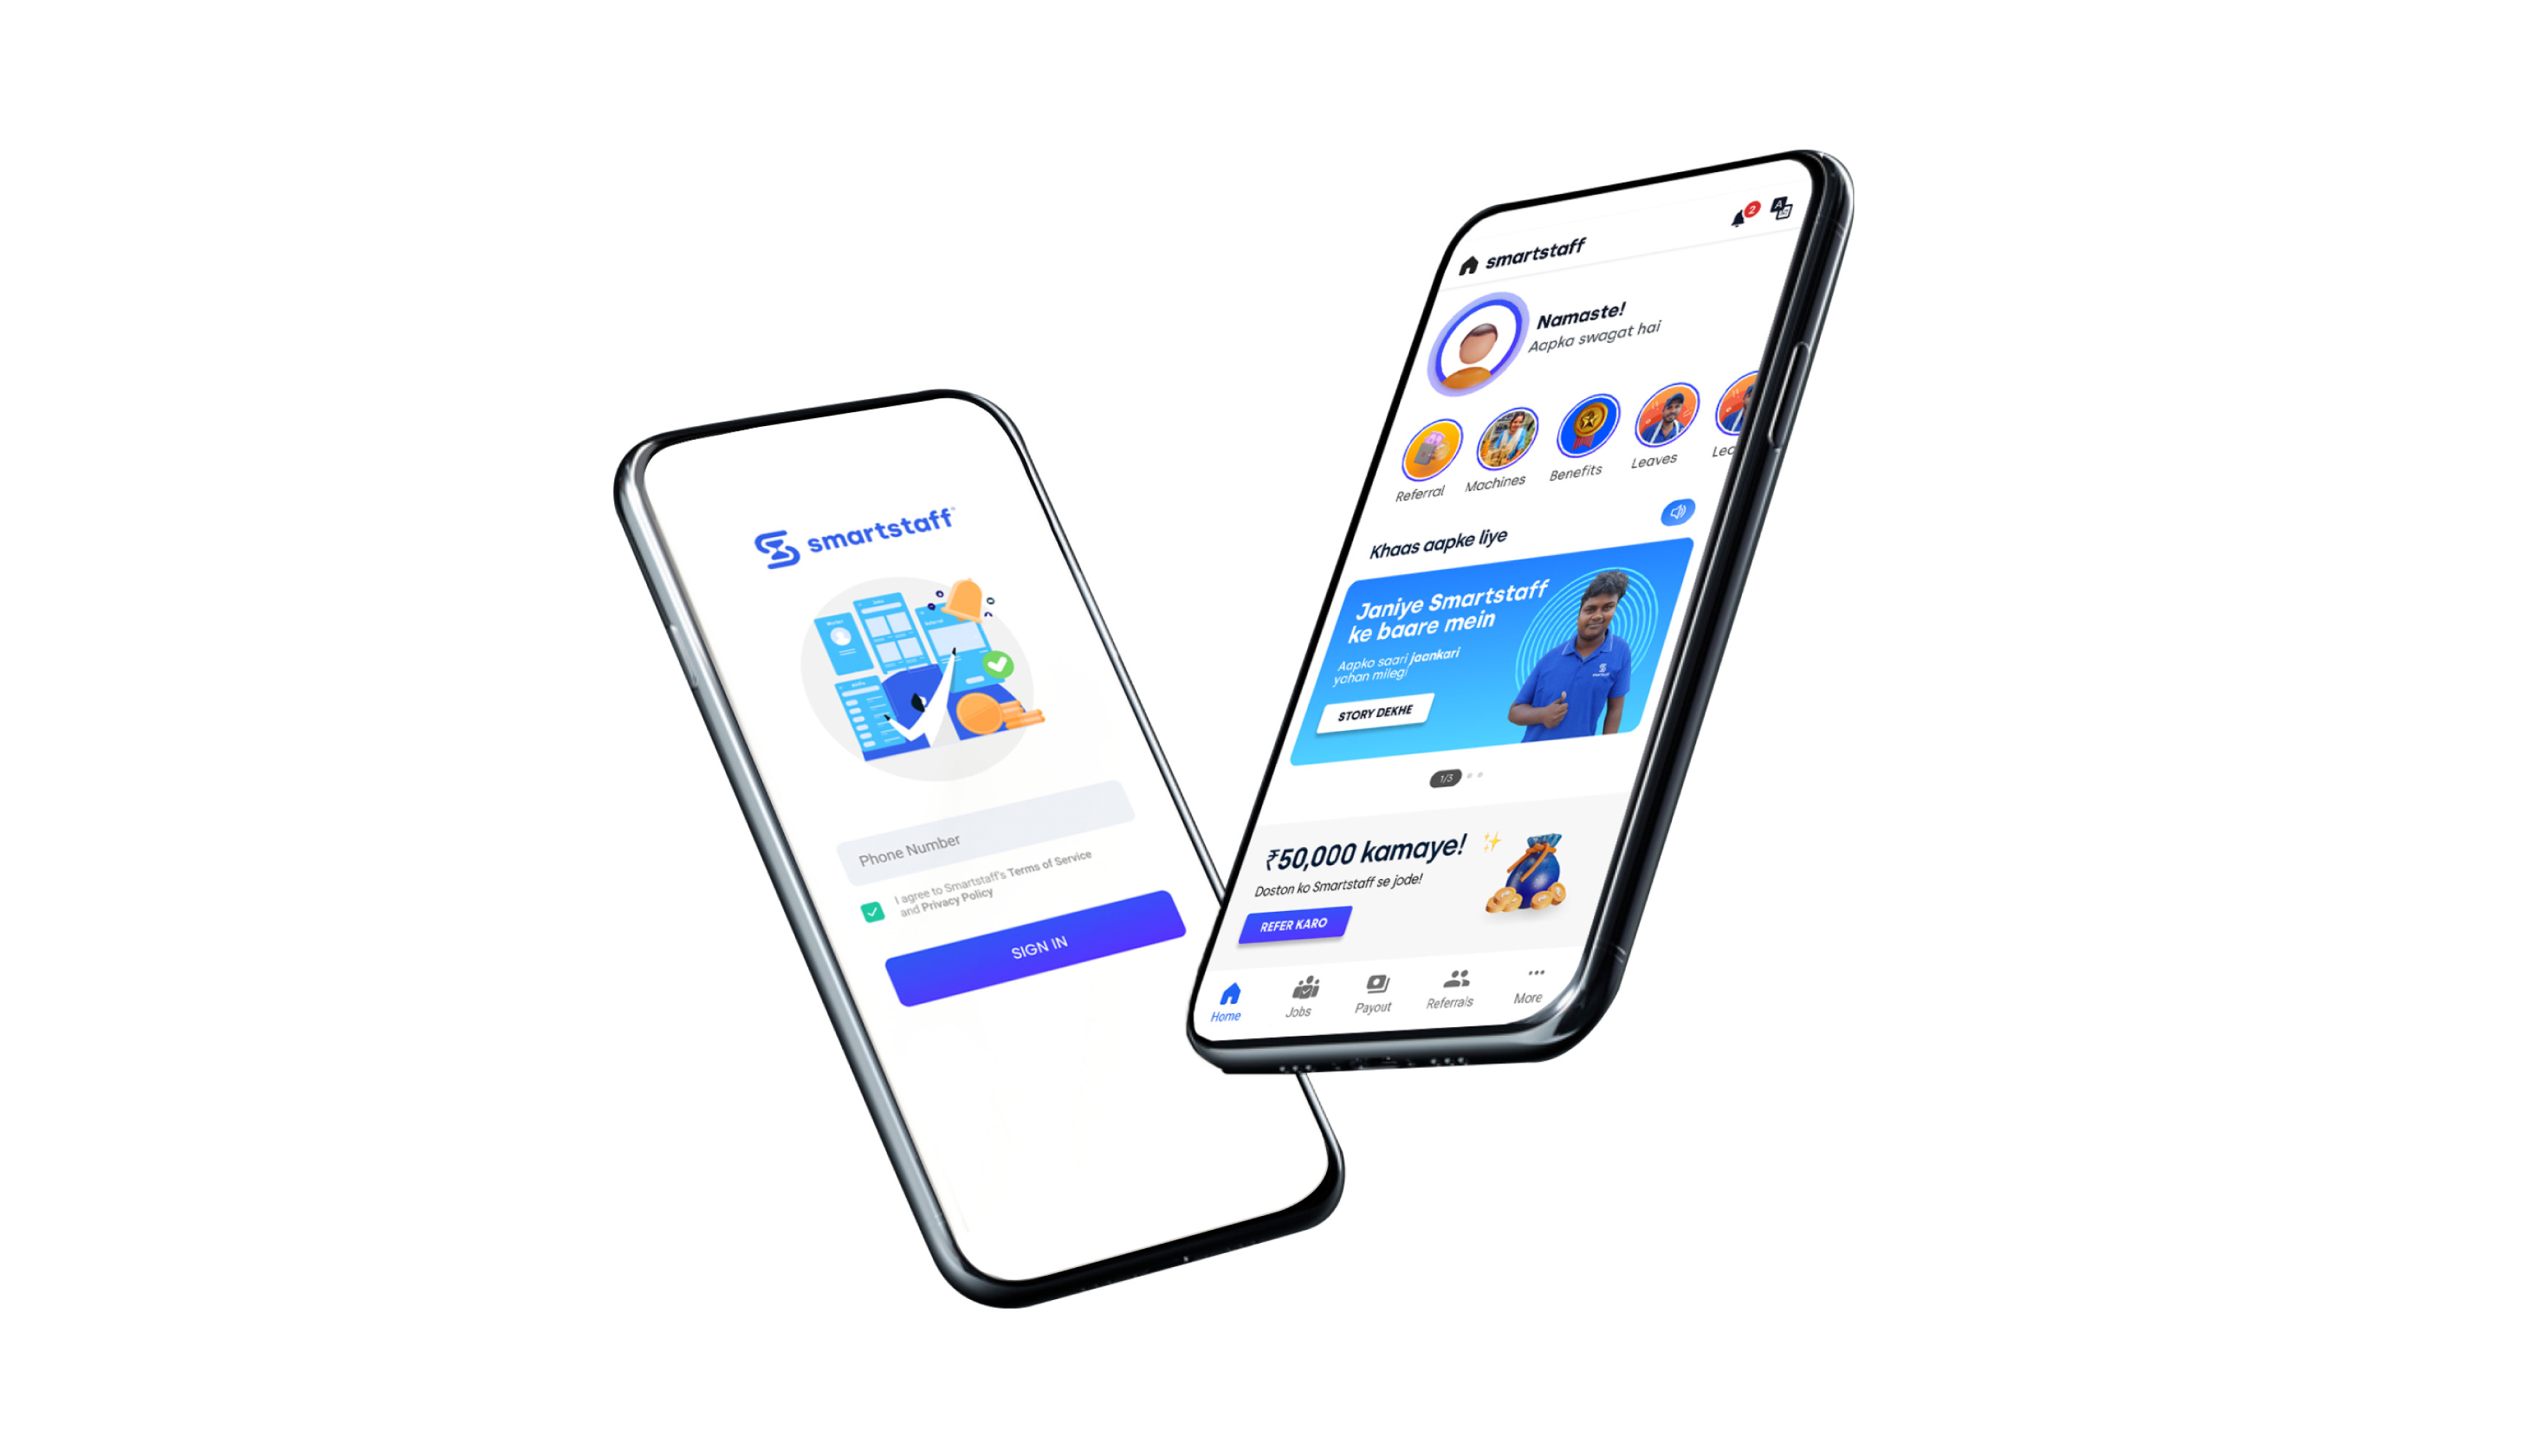 smartstaff
Phone Number
I agree to Smartstaff's Terms of Service
and Privacy Policy
SIGN IN
smartstaff
2
Namaste!
Aapka swagat hai
Referral
Machines
Benefits
Leaves
Lea
Khaas aapke liye
Janiye Smartstaff
ke baare mein
Aapko saari jaankari
yahan milegi
STORY DEKHE
1/3
₹50,000 kamaye!
Doston ko Smartstaff se jode!
REFER KARO
Home
Jobs
Payout
Referrals
More